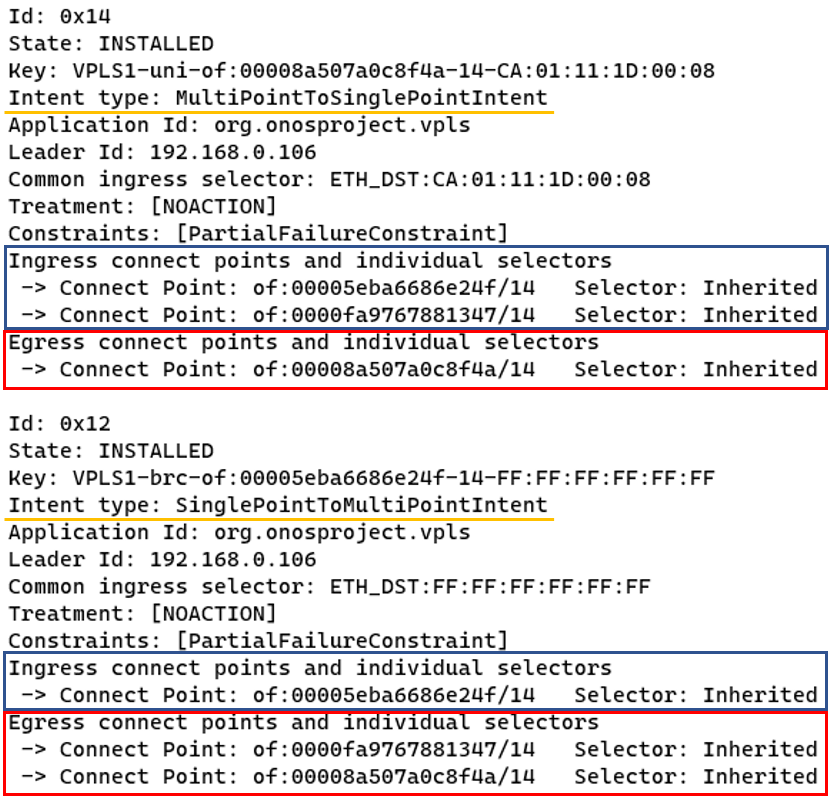 Id: 0x14
State: INSTALLED
Key: VPLS1-uni-of:00008a507a0c8f4a-14-CA:01:11:1D:00:08
Intent type: MultiPointToSinglePointIntent
Application Id: org.onosproject.vpls
Leader Id: 192.168.0.106
Common ingress selector: ETH_DST:CA:01:11:1D:00:08
Treatment: [NOACTION]
Constraints: [PartialFailureConstraint]
Ingress connect points and individual selectors
-> Connect Point: of:00005eba6686e24f/14 Selector: Inherited
-> Connect Point: of:0000fa9767881347/14 Selector: Inherited
Egress connect points and individual selectors
-> Connect Point: of:00008a507a0c8f4a/14 Selector: Inherited
Id: 0x12
State: INSTALLED
Key: VPLS1-brc-of:00005eba6686e24f-14-FF:FF:FF:FF:FF:FF
Intent type: SinglePointToMultiPointIntent
Application Id: org.onosproject.vpls
Leader Id: 192.168.0.106
Common ingress selector: ETH_DST:FF:FF:FF:FF:FF:FF
Treatment: [NOACTION]
Constraints: [PartialFailureConstraint]
Ingress connect points and individual selectors
-> Connect Point: of:00005eba6686e24f/14 Selector: Inherited
Egress connect points and individual selectors
-> Connect Point: of:0000fa9767881347/14 Selector: Inherited
-> Connect Point: of:00008a507a0c8f4a/14 Selector: Inherited